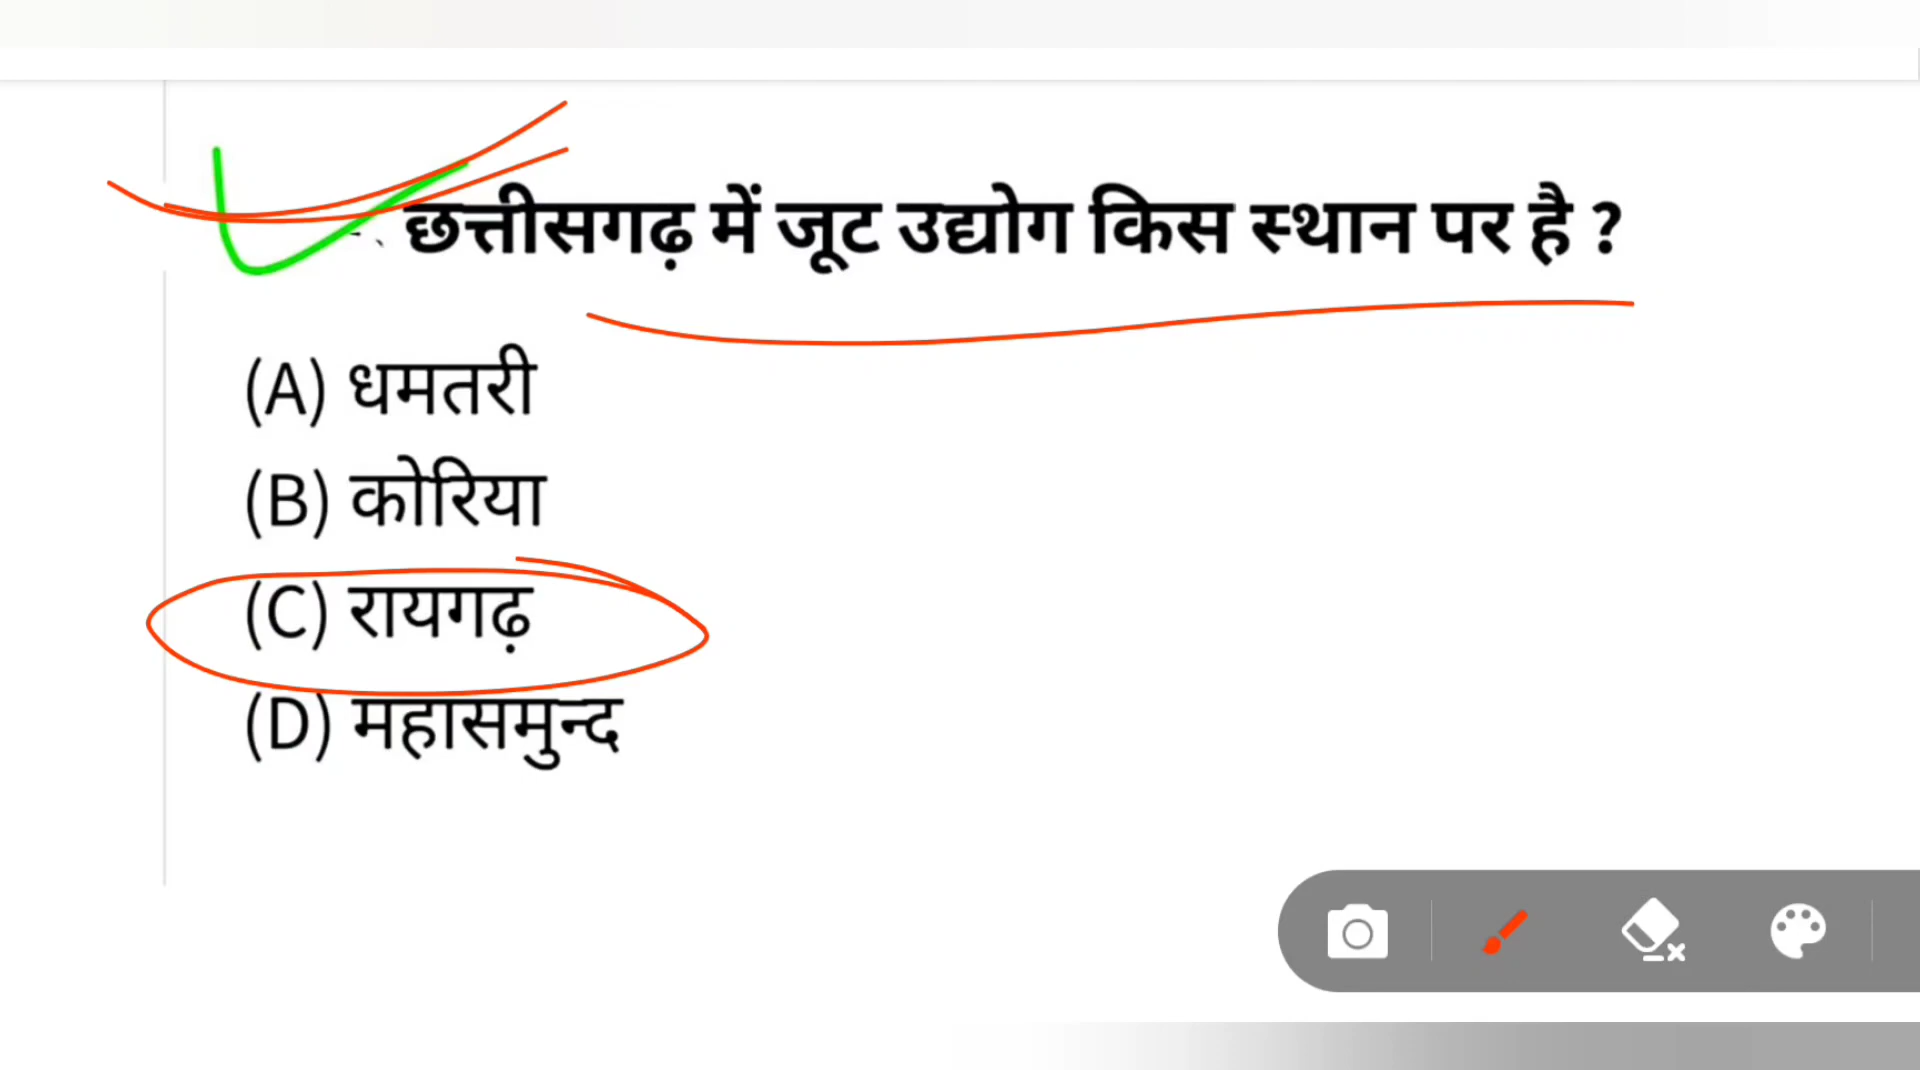 छत्तीसगढ़ में जूट उद्योग किस स्थान पर है ?
(A) धमतरी
(B) कोरिया
(C) रायगढ़
(D) महासमुन्द